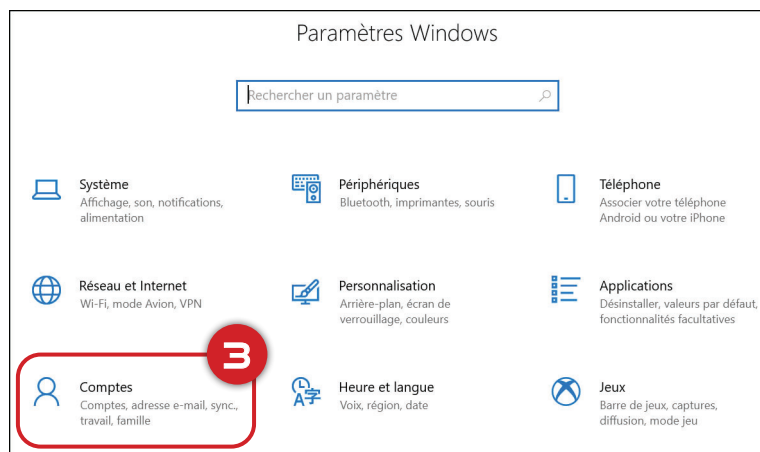 Paramètres Windows
Rechercher un paramètre
Système
Affichage, son, notifications,
alimentation
Périphériques
Bluetooth, imprimantes, souris
Téléphone
Associer votre téléphone
Android ou votre iPhone
Réseau et Internet
Wi-Fi, mode Avion, VPN
Personnalisation
Arrière-plan, écran de
verrouillage, couleurs
Applications
Désinstaller, valeurs par défaut,
fonctionnalités facultatives
3
Comptes
Comptes, adresse e-mail, sync.,
travail, famille
Heure et langue
Voix, région, date
Jeux
Barre de jeux, captures,
diffusion, mode jeu